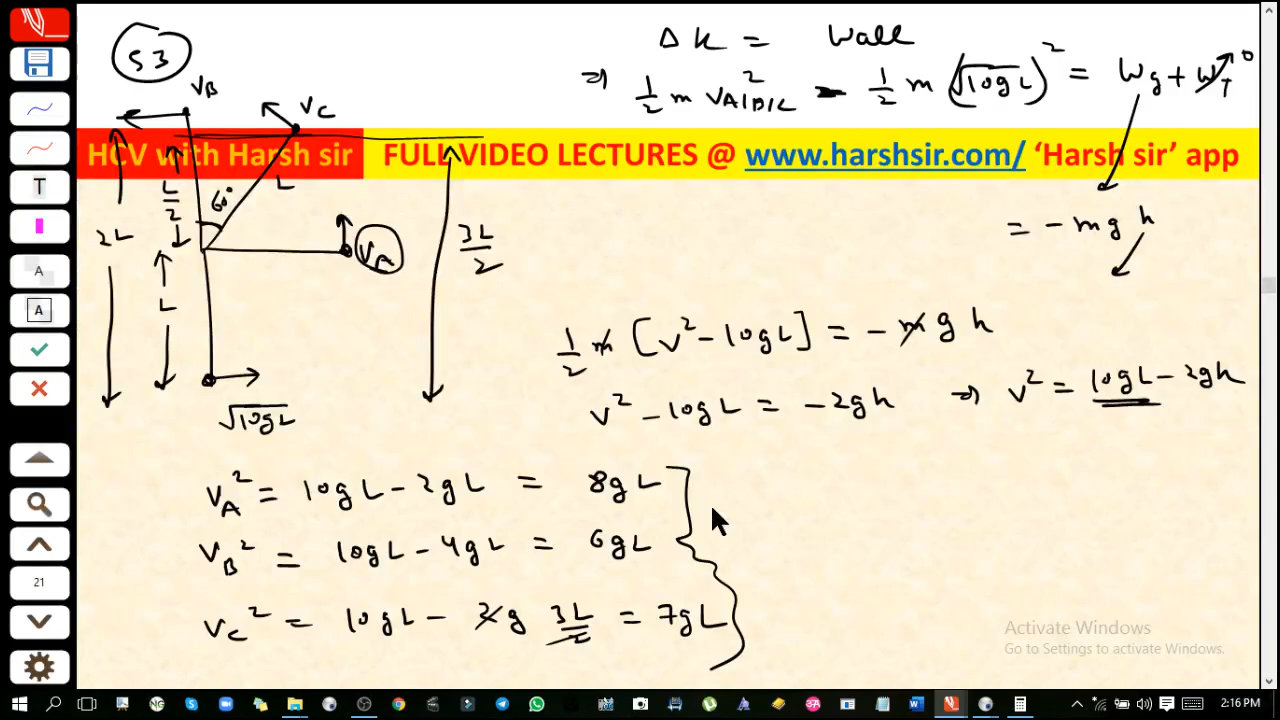 53
Δk = Wall
⇒ 1/2 m V²A|B|C - 1/2 m (√10gL)² = Wg + WT 0
VB
VC
HCV with Harsh sir
FULL VIDEO LECTURES @ www.harshsir.com/ 'Harsh sir' app
L/2
60°
L
2L
VA
3L/2
L
= - mg h
1/2 m [v² - 10gL] = - m g h
√10gL
v² - 10gL = - 2gh ⇒ v² = 10gL - 2gh
VA² = 10gL - 2gL = 8gL
VB² = 10gL - 4gL = 6gL
VC² = 10gL - 2g 3L/2 = 7gL
T
A
A
21
Activate Windows
Go to Settings to activate Windows.
2:16 PM